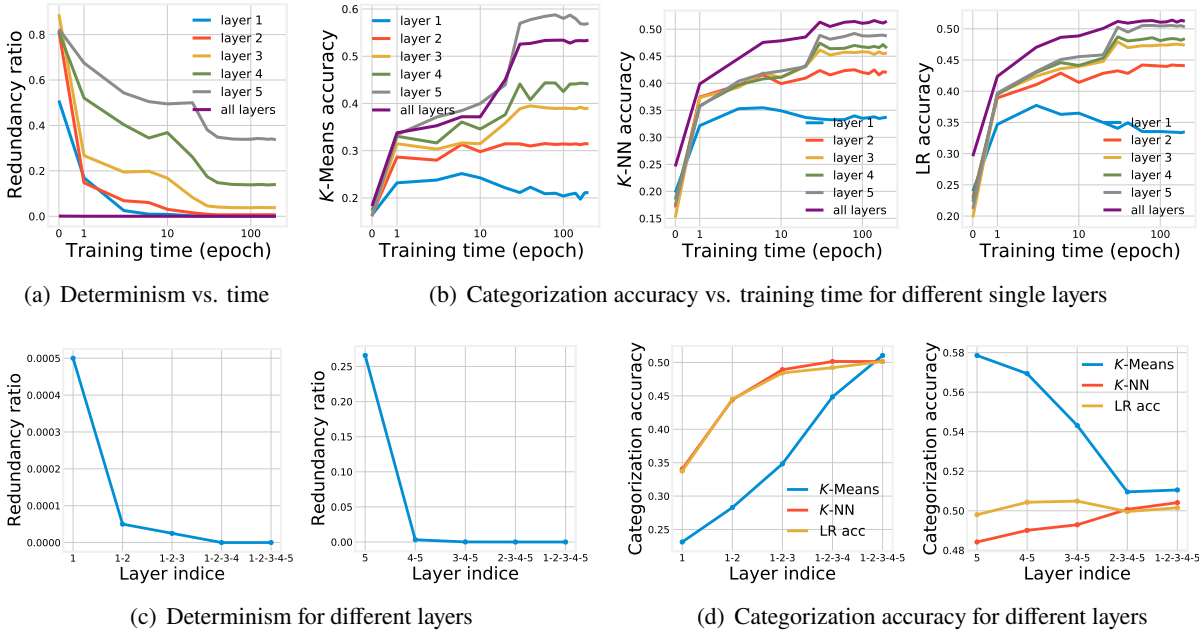 Redundancy ratio
0.8
0.6
0.4
0.2
0.0
layer 1
layer 2
layer 3
layer 4
layer 5
all layers
0 1 10 100
Training time (epoch)
K-Means accuracy
0.6
0.5
0.4
0.3
0.2
layer 1
layer 2
layer 3
layer 4
layer 5
all layers
0 1 10 100
Training time (epoch)
K-NN accuracy
0.50
0.45
0.40
0.35
0.30
0.25
0.20
0.15
layer 1
layer 2
layer 3
layer 4
layer 5
all layers
0 1 10 100
Training time (epoch)
LR accuracy
0.50
0.45
0.40
0.35
0.30
0.25
0.20
layer 1
layer 2
layer 3
layer 4
layer 5
all layers
0 1 10 100
Training time (epoch)
(a) Determinism vs. time
(b) Categorization accuracy vs. training time for different single layers
Redundancy ratio
0.0005
0.0004
0.0003
0.0002
0.0001
0.0000
1 1-2 1-2-3 1-2-3-4 1-2-3-4-5
Layer indice
Redundancy ratio
0.25
0.20
0.15
0.10
0.05
0.00
5 4-5 3-4-5 2-3-4-5 1-2-3-4-5
Layer indice
Categorization accuracy
0.50
0.45
0.40
0.35
0.30
0.25
K-Means
K-NN
LR acc
1 1-2 1-2-3 1-2-3-4 1-2-3-4-5
Layer indice
Categorization accuracy
0.58
0.56
0.54
0.52
0.50
0.48
K-Means
K-NN
LR acc
5 4-5 3-4-5 2-3-4-5 1-2-3-4-5
Layer indice
(c) Determinism for different layers
(d) Categorization accuracy for different layers